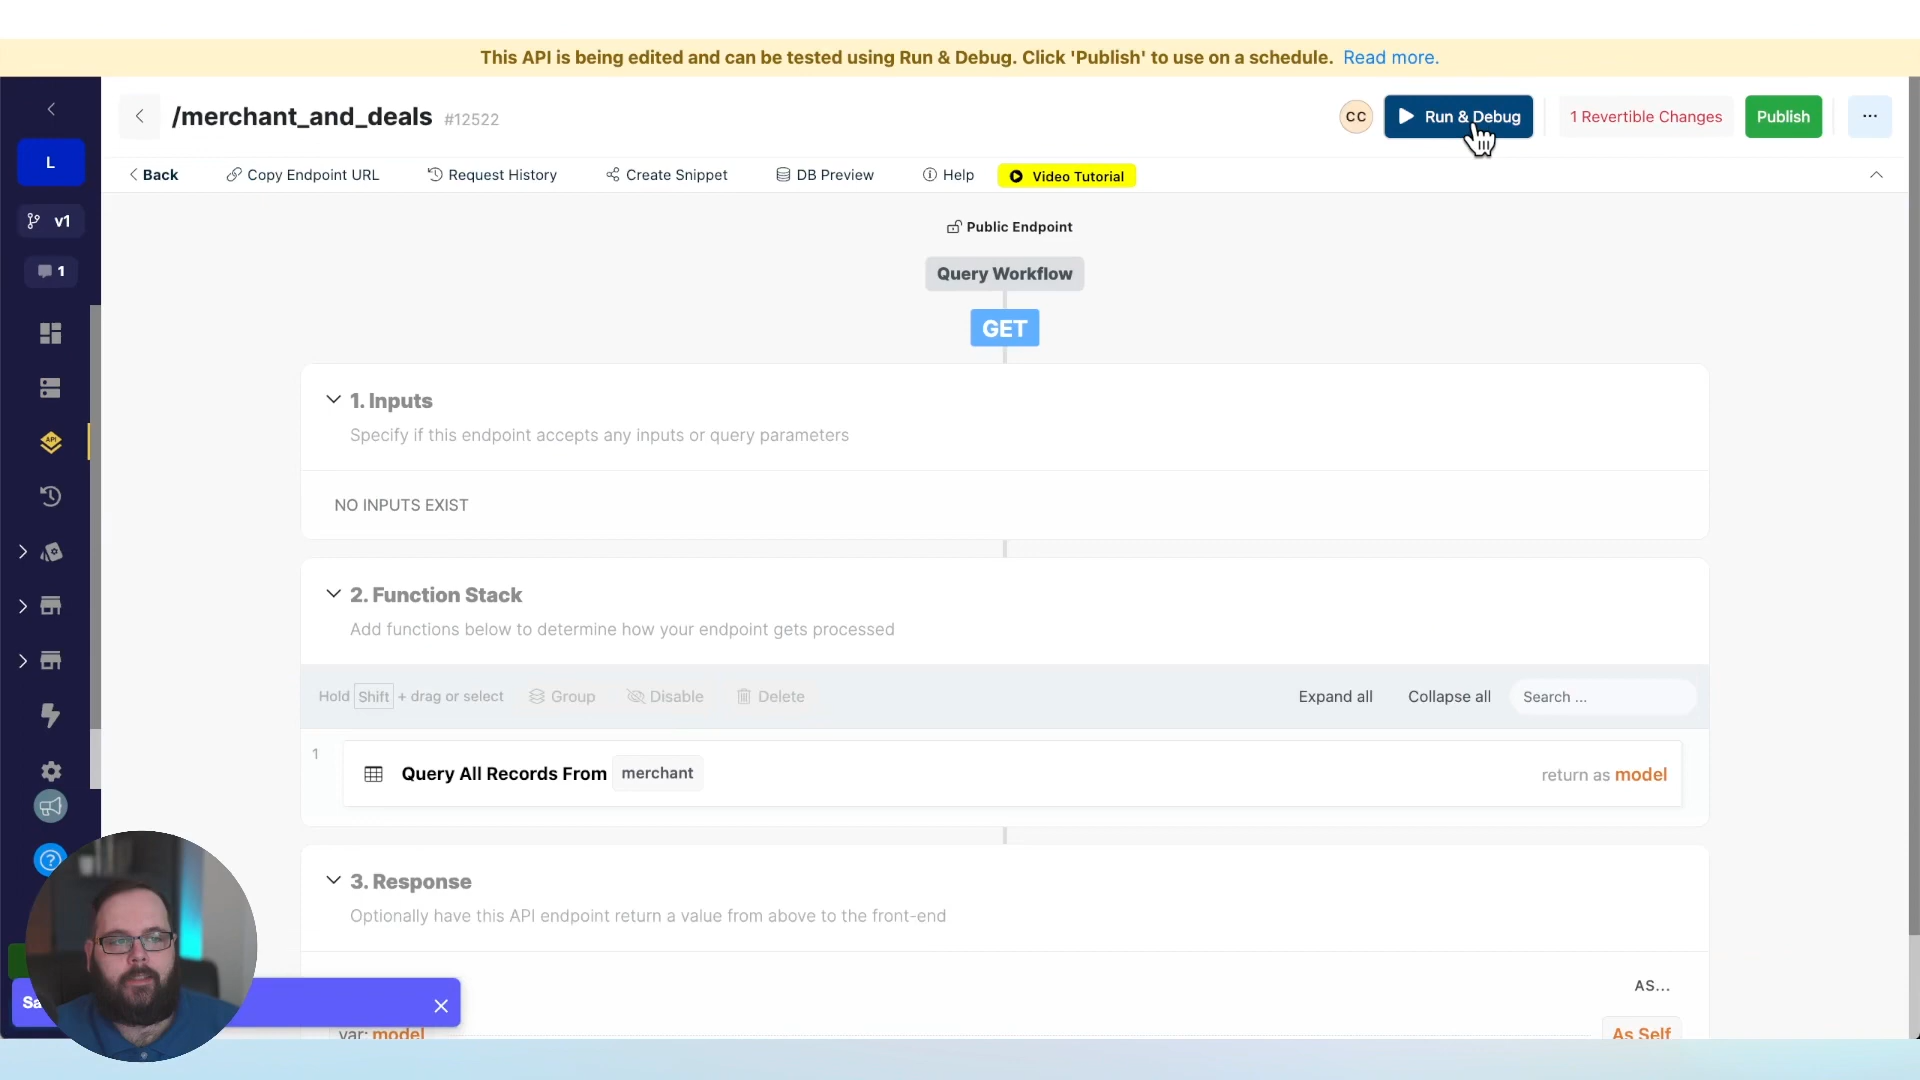 This API is being edited and can be tested using Run & Debug. Click 'Publish' to use on a schedule. Read more.
/merchant_and_deals #12522
CC
Run & Debug
1 Revertible Changes
Publish
...
L
v1
1
Back
Copy Endpoint URL
Request History
Create Snippet
DB Preview
Help
Video Tutorial
Public Endpoint
Query Workflow
GET
1. Inputs
Specify if this endpoint accepts any inputs or query parameters
NO INPUTS EXIST
2. Function Stack
Add functions below to determine how your endpoint gets processed
Hold Shift + drag or select
Group
Disable
Delete
Expand all
Collapse all
Search ...
1
Query All Records From merchant
return as model
API
3. Response
Optionally have this API endpoint return a value from above to the front-end
AS...
var: model
As Self